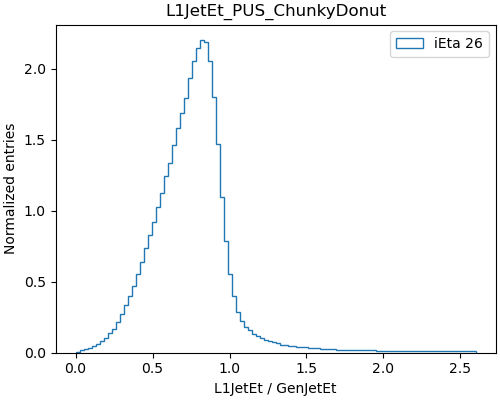 L1JetEt_PUS_ChunkyDonut
iEta 26
Normalized entries
2.0
1.5
1.0
0.5
0.0
0.0
0.5
1.0
1.5
2.0
2.5
L1JetEt / GenJetEt